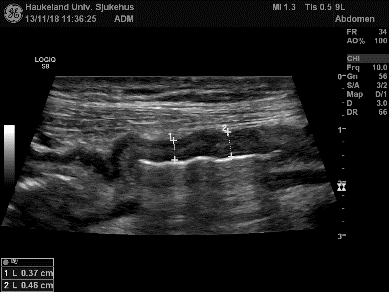 Haukeland Univ. Sjukehus
MI 1.3 TIs 0.5 9L
13/11/18 11:36:25 ADM
Abdomen
FR 34
AO% 100
LOGIQ
S8
CHI
Frq 10.0
Gn 56
S/A 3/2
Map D/1
D 3.0
DR 66
0
1
2
3
1
2
1 L 0.37 cm
2 L 0.46 cm